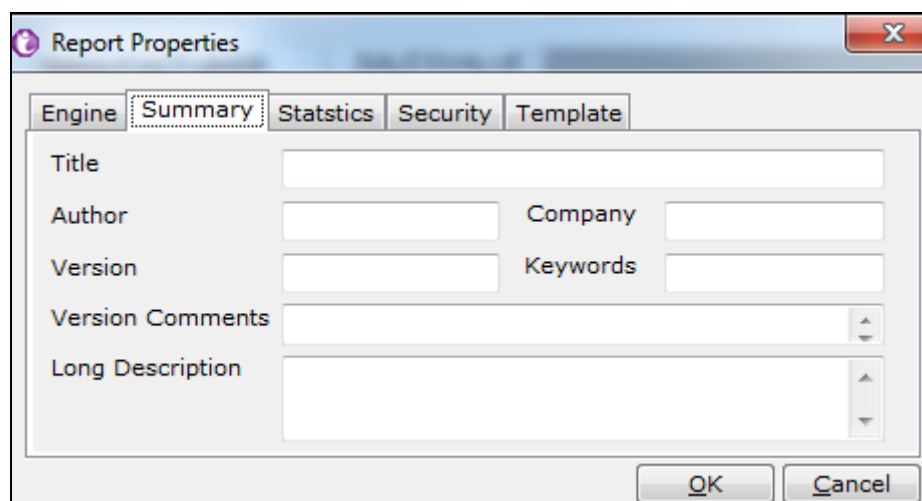 Report Properties
Engine Summary Statstics Security Template
Title
Author Company
Version Keywords
Version Comments
Long Description
OK Cancel